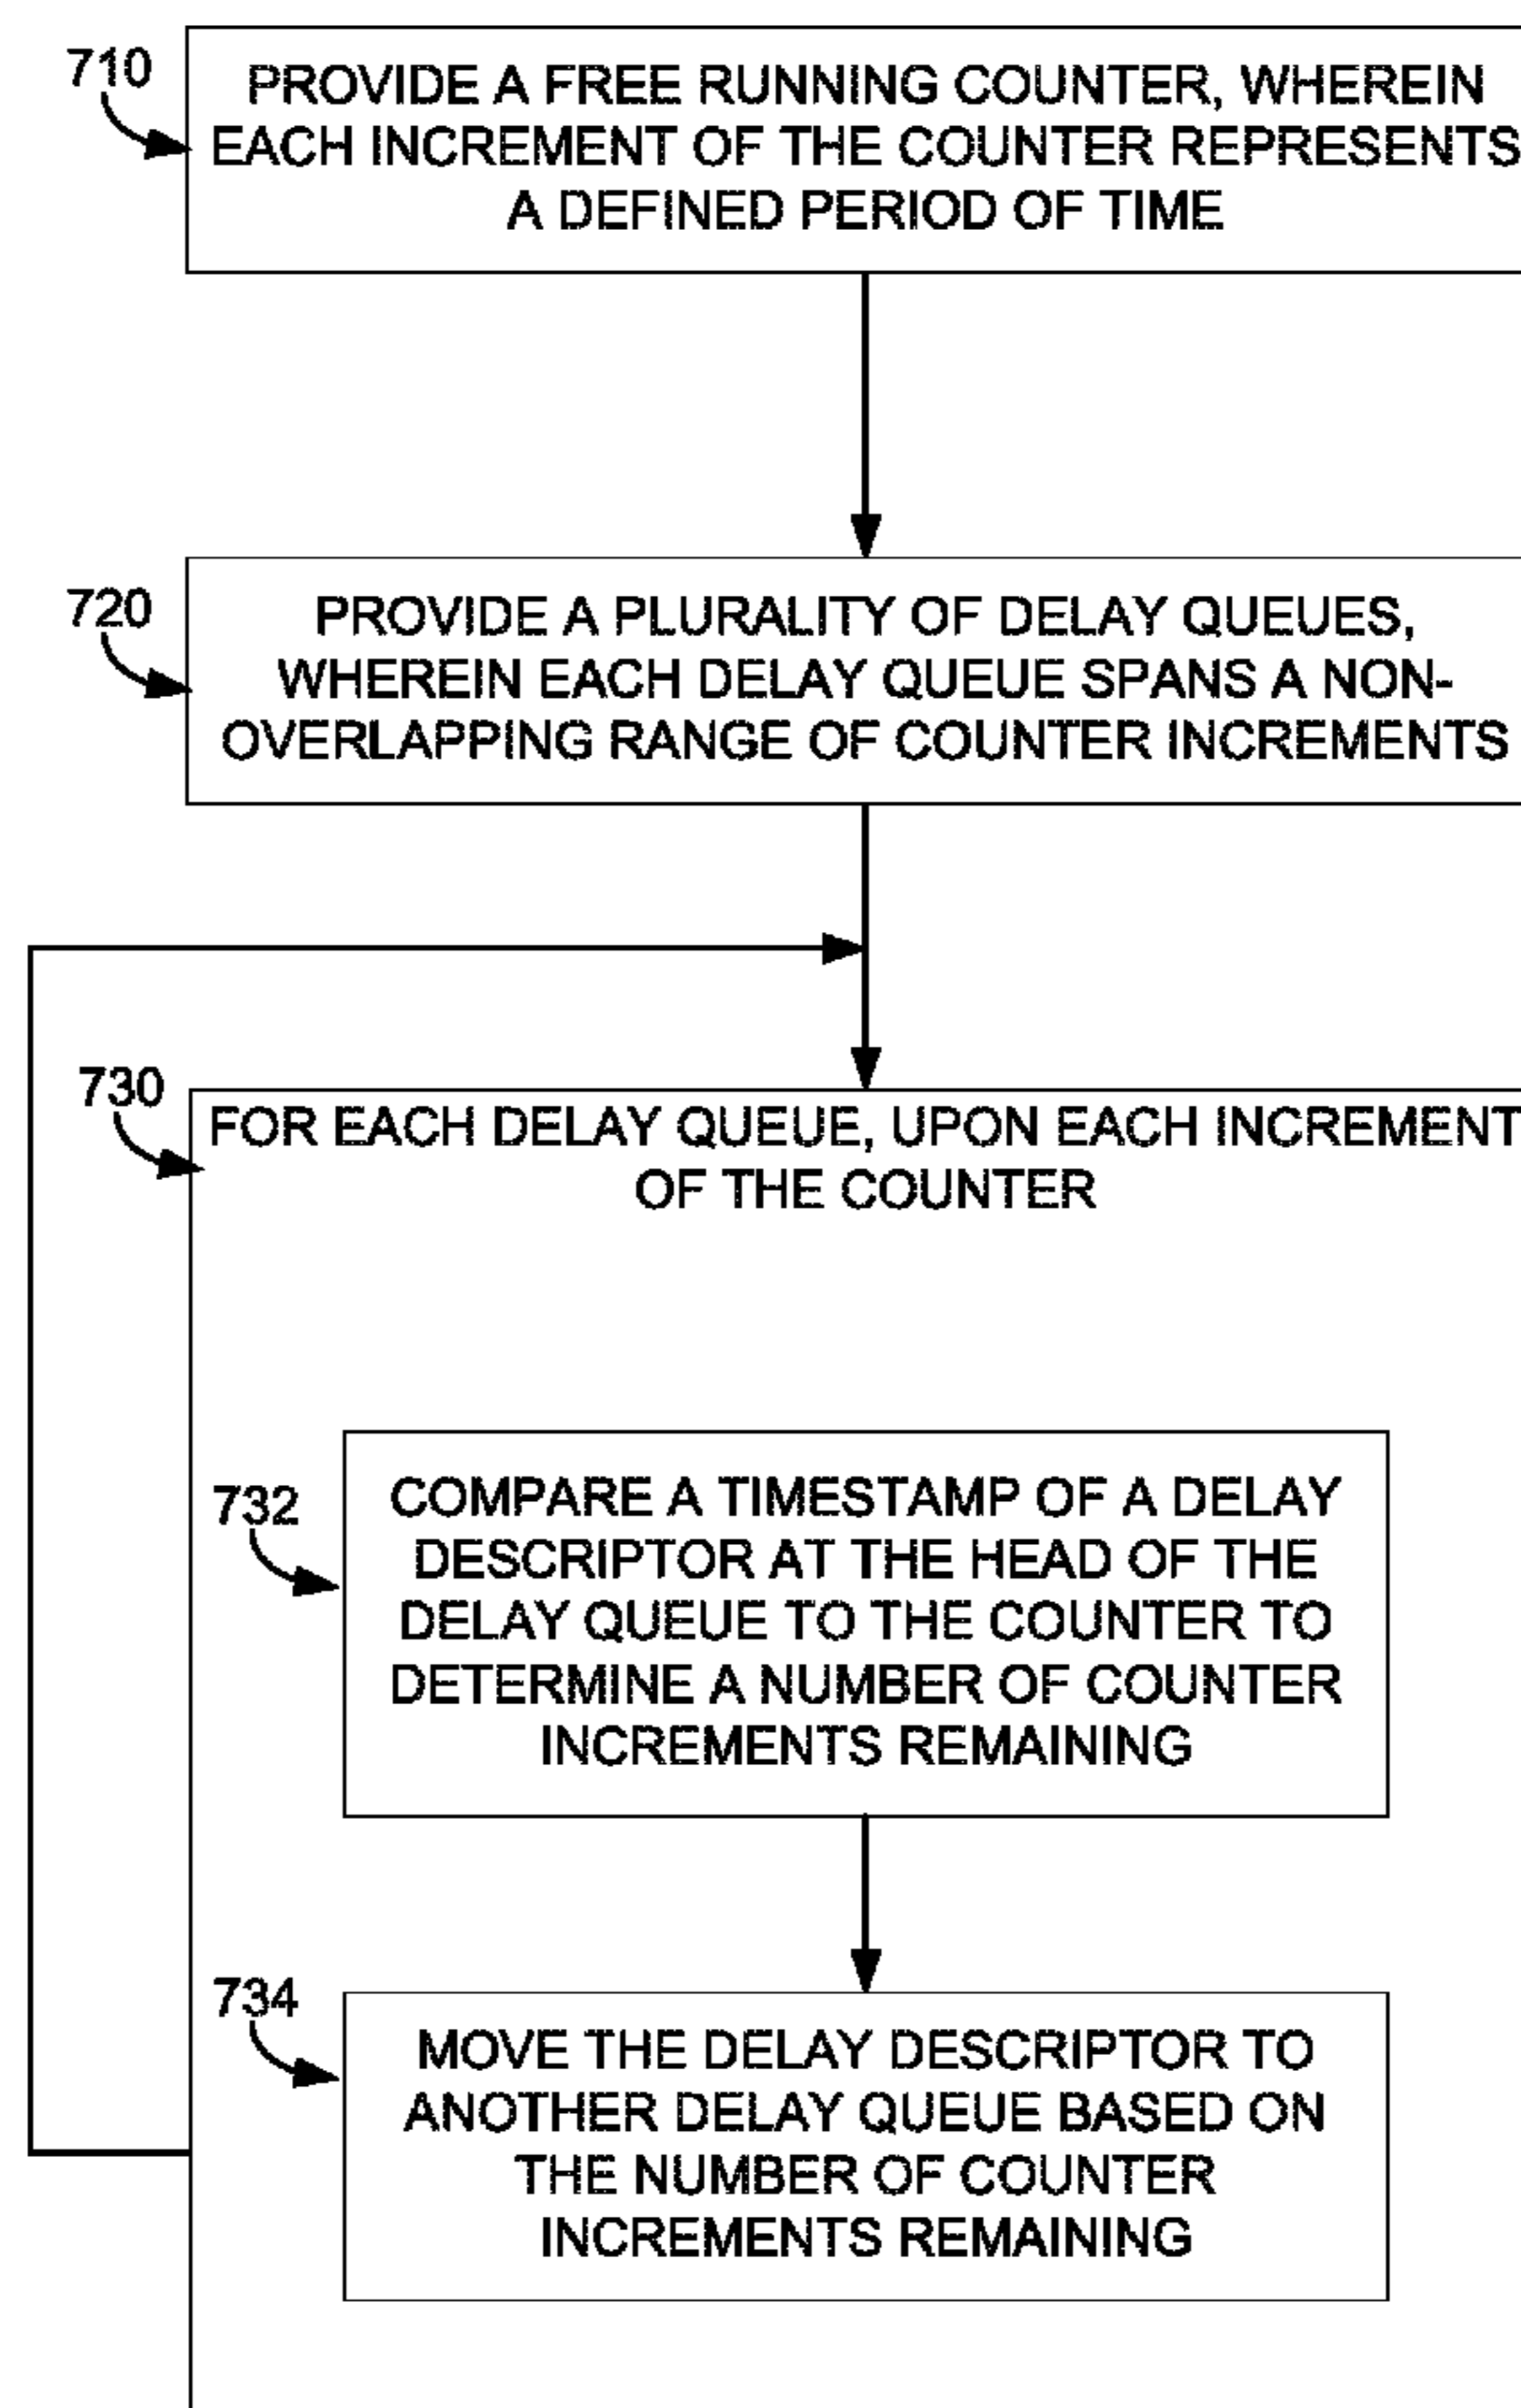 710
PROVIDE A FREE RUNNING COUNTER, WHEREIN
EACH INCREMENT OF THE COUNTER REPRESENTS
A DEFINED PERIOD OF TIME
720
PROVIDE A PLURALITY OF DELAY QUEUES,
WHEREIN EACH DELAY QUEUE SPANS A NON-
OVERLAPPING RANGE OF COUNTER INCREMENTS
730
FOR EACH DELAY QUEUE, UPON EACH INCREMENT
OF THE COUNTER
732
COMPARE A TIMESTAMP OF A DELAY
DESCRIPTOR AT THE HEAD OF THE
DELAY QUEUE TO THE COUNTER TO
DETERMINE A NUMBER OF COUNTER
INCREMENTS REMAINING
734
MOVE THE DELAY DESCRIPTOR TO
ANOTHER DELAY QUEUE BASED ON
THE NUMBER OF COUNTER
INCREMENTS REMAINING